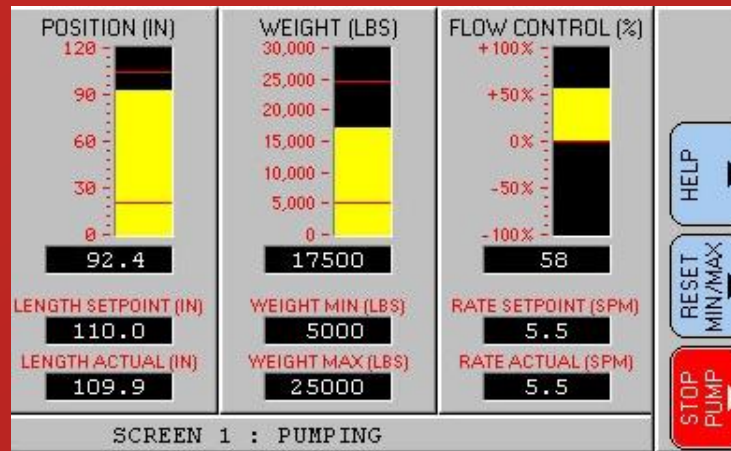 POSITION (IN)
120
90
60
30
0
92.4
LENGTH SETPOINT (IN)
110.0
LENGTH ACTUAL (IN)
109.9
WEIGHT (LBS)
30,000
25,000
20,000
15,000
10,000
5,000
0
17500
WEIGHT MIN (LBS)
5000
WEIGHT MAX (LBS)
25000
FLOW CONTROL (%)
+100%
+50%
0%
-50%
-100%
58
RATE SETPOINT (SPM)
5.5
RATE ACTUAL (SPM)
5.5
HELP
RESET
MIN/MAX
STOP
PUMP
SCREEN 1 : PUMPING